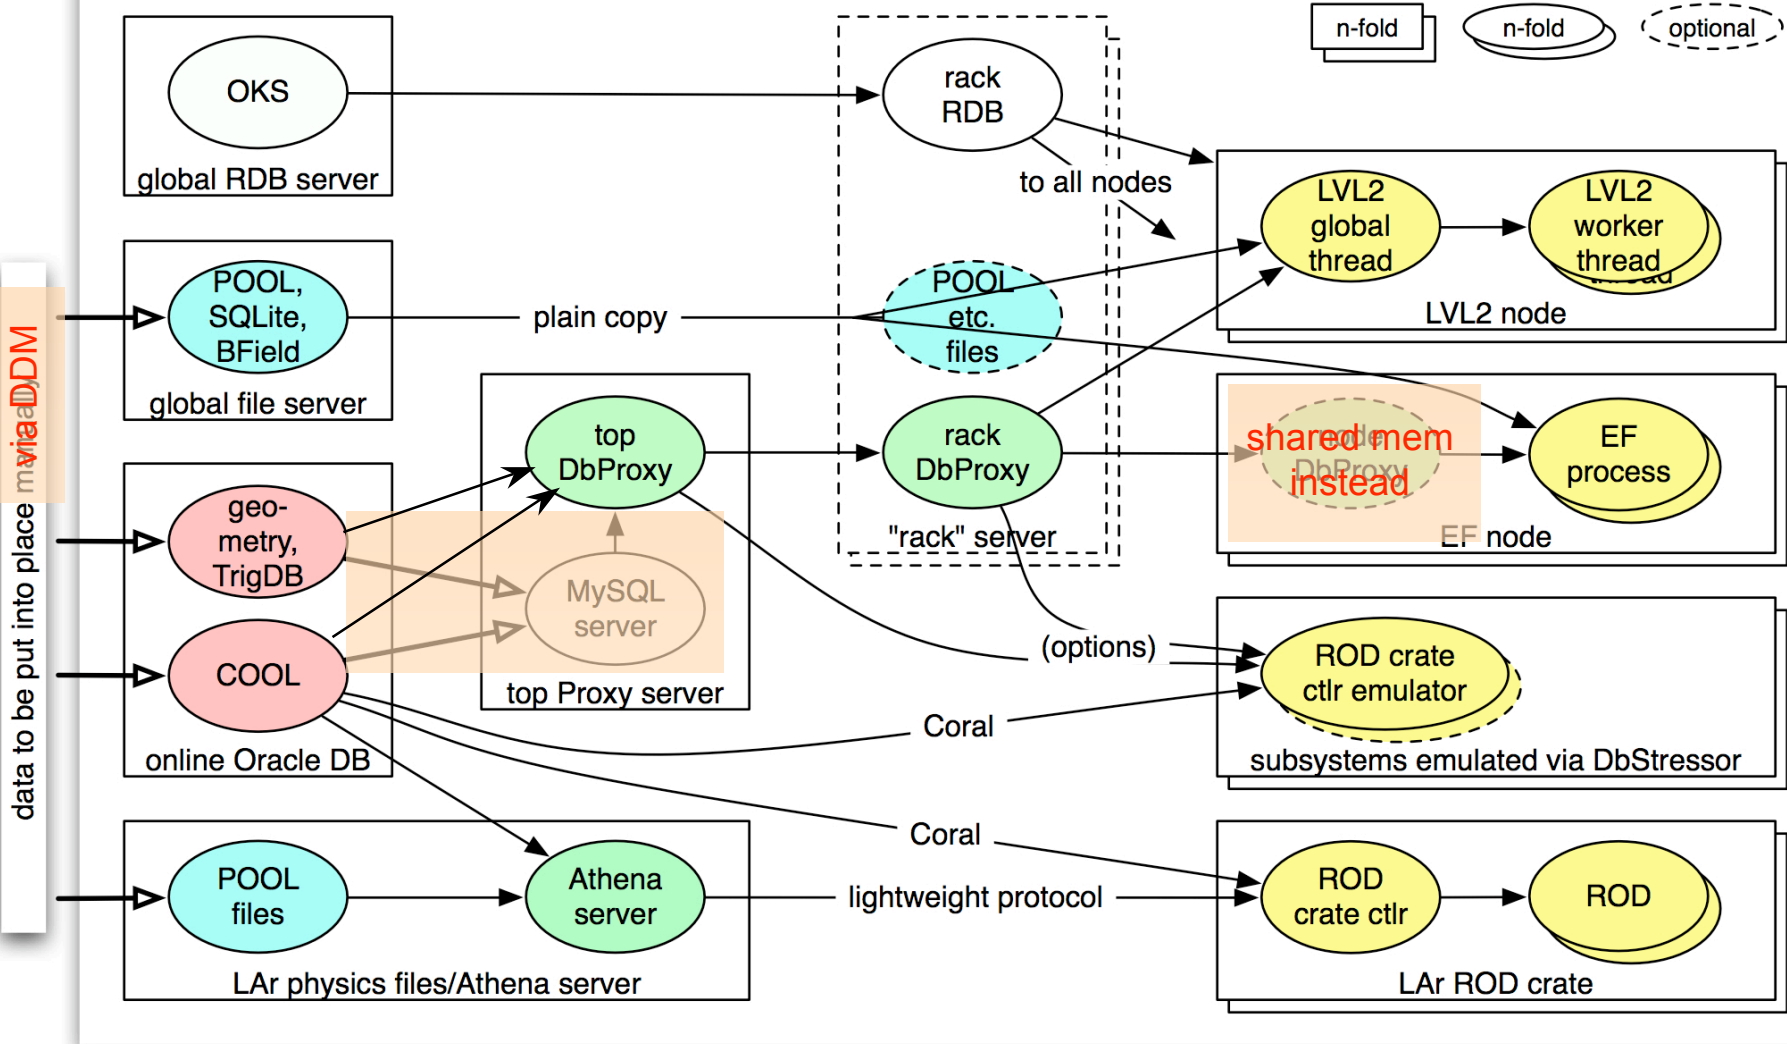 n-fold
n-fold
optional
OKS
global RDB server
rack
RDB
to all nodes
LVL2
global
thread
LVL2
worker
thread
thread
LVL2 node
POOL,
SQLite,
BField
global file server
plain copy
POOL
etc.
files
top
DbProxy
rack
DbProxy
"rack" server
node
DbProxy
shared mem
instead
EF
process
EF node
geo-
metry,
TrigDB
COOL
online Oracle DB
MySQL
server
top Proxy server
(options)
Coral
ROD crate
ctlr emulator
subsystems emulated via DbStressor
Coral
POOL
files
Athena
server
LAr physics files/Athena server
lightweight protocol
ROD
crate ctlr
ROD
LAr ROD crate
data to be put into place manually
via DDM